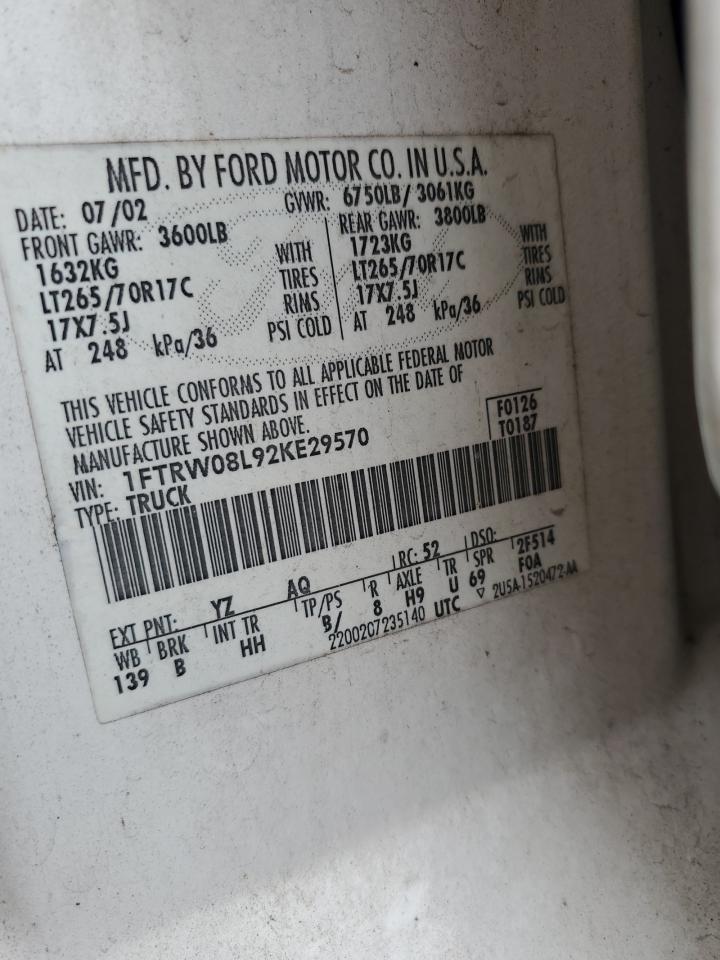 MFD. BY FORD MOTOR CO. IN U.S.A.
DATE: 07/02 GVWR: 6750LB/ 3061KG
FRONT GAWR: 3600LB REAR GAWR: 3800LB
1632KG WITH 1723KG WITH
LT265/70R17C TIRES LT265/70R17C TIRES
17X7.5J RIMS 17X7.5J RIMS
AT 248 kPa/36 PSI COLD AT 248 kPa/36 PSI COLD
THIS VEHICLE CONFORMS TO ALL APPLICABLE FEDERAL MOTOR
VEHICLE SAFETY STANDARDS IN EFFECT ON THE DATE OF
MANUFACTURE SHOWN ABOVE.
F0126
T0187
VIN: 1FTRW08L92KE29570
TYPE: TRUCK
EXT PNT: YZ AQ RC: 52 DSO: 2F514
WB BRK INT TR TP/PS R AXLE TR SPR F0A
139 B HH B/ 8 H9 U 69
2200207235140 UTC ▽ 2U5A-1520472-AA